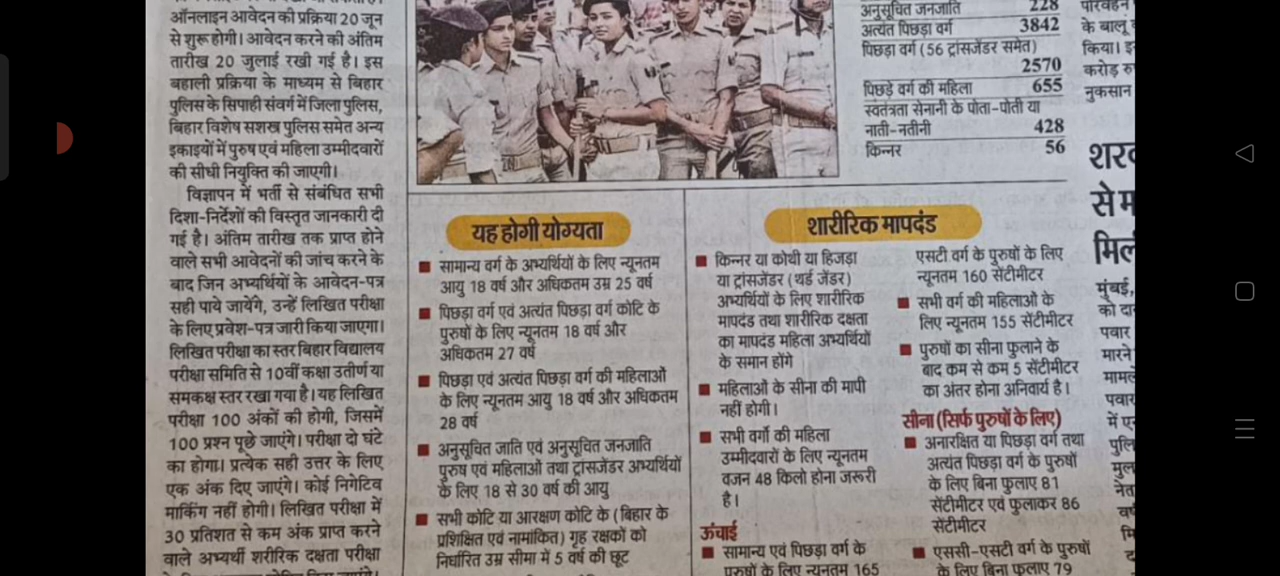 ऑनलाइन आवेदन की प्रक्रिया 20 जून
से शुरू होगी। आवेदन करने की अंतिम
तारीख 20 जुलाई रखी गई है। इस
बहाली प्रक्रिया के माध्यम से बिहार
पुलिस के सिपाही संवर्ग में जिला पुलिस,
बिहार विशेष सशस्त्र पुलिस समेत अन्य
इकाइयों में पुरुष एवं महिला उम्मीदवारों
की सीधी नियुक्ति की जाएगी।
विज्ञापन में भर्ती से संबंधित सभी
दिशा-निर्देशों की विस्तृत जानकारी दी
गई है। अंतिम तारीख तक प्राप्त होने
वाले सभी आवेदनों की जांच करने के
बाद जिन अभ्यर्थियों के आवेदन-पत्र
सही पाये जायेंगे, उन्हें लिखित परीक्षा
के लिए प्रवेश-पत्र जारी किया जाएगा।
लिखित परीक्षा का स्तर बिहार विद्यालय
परीक्षा समिति से 10वीं कक्षा उतीर्ण या
समकक्ष स्तर रखा गया है। यह लिखित
परीक्षा 100 अंकों की होगी, जिसमें
100 प्रश्न पूछे जाएंगे। परीक्षा दो घंटे
का होगा। प्रत्येक सही उत्तर के लिए
एक अंक दिए जाएंगे। कोई निगेटिव
मार्किंग नहीं होगी। लिखित परीक्षा में
30 प्रतिशत से कम अंक प्राप्त करने
वाले अभ्यर्थी शारीरिक दक्षता परीक्षा
अनुसूचित जनजाति 228
अत्यंत पिछड़ा वर्ग 3842
पिछड़ा वर्ग (56 ट्रांसजेंडर समेत)
2570
पिछड़े वर्ग की महिला 655
स्वतंत्रता सेनानी के पोता-पोती या
नाती-नतीनी 428
किन्नर 56
यह होगी योग्यता
सामान्य वर्ग के अभ्यर्थियों के लिए न्यूनतम
आयु 18 वर्ष और अधिकतम उम्र 25 वर्ष
पिछड़ा वर्ग एवं अत्यंत पिछड़ा वर्ग कोटि के
पुरुषों के लिए न्यूनतम 18 वर्ष और
अधिकतम 27 वर्ष
पिछड़ा एवं अत्यंत पिछड़ा वर्ग की महिलाओं
के लिए न्यूनतम आयु 18 वर्ष और अधिकतम
28 वर्ष
अनुसूचित जाति एवं अनुसूचित जनजाति
पुरुष एवं महिलाओं तथा ट्रांसजेंडर अभ्यर्थियों
के लिए 18 से 30 वर्ष की आयु
सभी कोटि या आरक्षण कोटि के (बिहार के
प्रशिक्षित एवं नामांकित) गृह रक्षकों को
निर्धारित उम्र सीमा में 5 वर्ष की छूट
शारीरिक मापदंड
किन्नर या कोथी या हिजड़ा
या ट्रांसजेंडर (थर्ड जेंडर)
अभ्यर्थियों के लिए शारीरिक
मापदंड तथा शारीरिक दक्षता
का मापदंड महिला अभ्यर्थियों
के समान होंगे
महिलाओं के सीना की मापी
नहीं होगी।
सभी वर्गों की महिला
उम्मीदवारों के लिए न्यूनतम
वजन 48 किलो होना जरूरी
है।
ऊंचाई
सामान्य एवं पिछड़ा वर्ग के
पुरुषों के लिए न्यूनतम 165
एसटी वर्ग के पुरुषों के लिए
न्यूनतम 160 सेंटीमीटर
सभी वर्ग की महिलाओं के
लिए न्यूनतम 155 सेंटीमीटर
पुरुषों का सीना फुलाने के
बाद कम से कम 5 सेंटीमीटर
का अंतर होना अनिवार्य है।
सीना (सिर्फ पुरुषों के लिए)
अनारक्षित या पिछड़ा वर्ग तथा
अत्यंत पिछड़ा वर्ग के पुरुषों
के लिए बिना फुलाए 81
सेंटीमीटर एवं फुलाकर 86
सेंटीमीटर
एससी-एसटी वर्ग के पुरुषों
के लिए बिना फुलाए 79
के बालू
किया।
करोड़
नुकसान
से म
मुंबई,
को
पवार
मारने